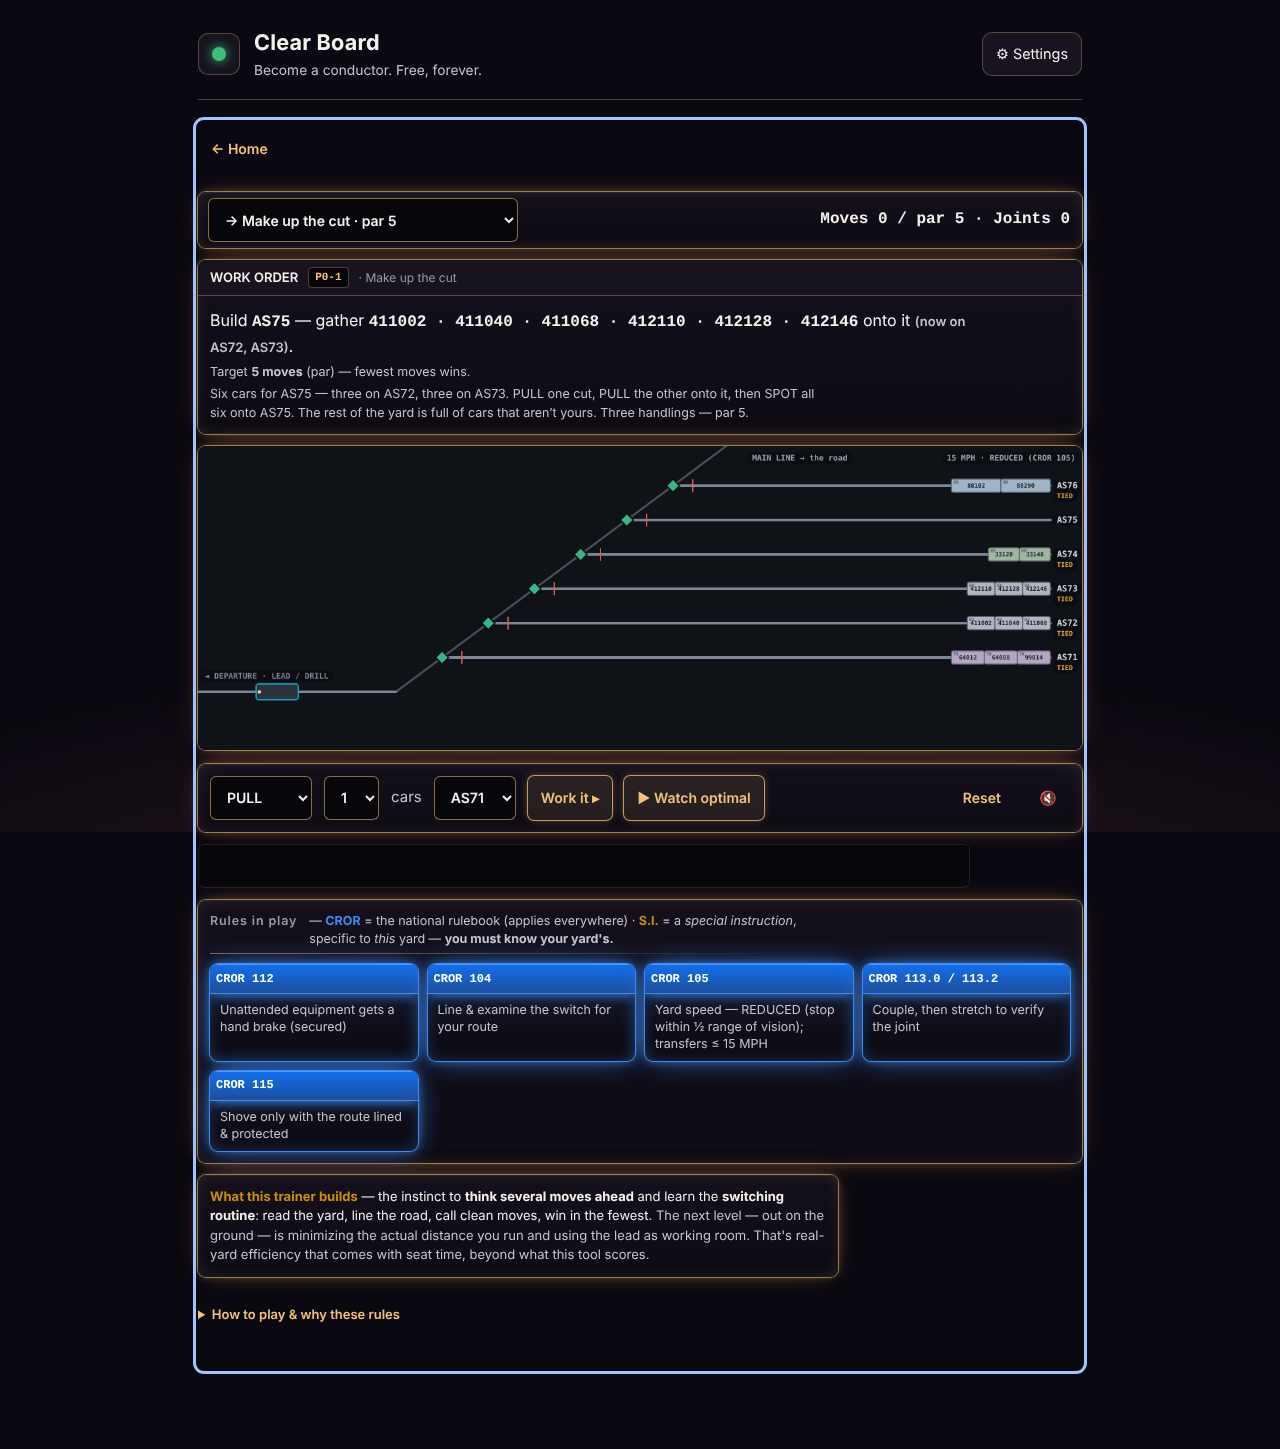 Clear Board
Become a conductor. Free, forever.
⚙ Settings
← Home
→ Make up the cut · par 5
Moves 0 / par 5 · Joints 0
WORK ORDER P0-1 · Make up the cut
Build AS75 — gather 411002 · 411040 · 411068 · 412110 · 412128 · 412146 onto it (now on
AS72, AS73).
Target 5 moves (par) — fewest moves wins.
Six cars for AS75 — three on AS72, three on AS73. PULL one cut, PULL the other onto it, then SPOT all
six onto AS75. The rest of the yard is full of cars that aren’t yours. Three handlings — par 5.
MAIN LINE → the road
15 MPH · REDUCED (CROR 105)
88102 88290 AS76
TIED
AS75
33120 33148 AS74
TIED
412110 412128 412146 AS73
TIED
411002 411040 411068 AS72
TIED
64012 64088 99014 AS71
TIED
◄ DEPARTURE · LEAD / DRILL
PULL 1 cars AS71 Work it ▸ ▶ Watch optimal Reset
Rules in play — CROR = the national rulebook (applies everywhere) · S.I. = a special instruction,
specific to this yard — you must know your yard's.
CROR 112
Unattended equipment gets a
hand brake (secured)
CROR 104
Line & examine the switch for
your route
CROR 105
Yard speed — REDUCED (stop
within ½ range of vision);
transfers ≤ 15 MPH
CROR 113.0 / 113.2
Couple, then stretch to verify
the joint
CROR 115
Shove only with the route lined
& protected
What this trainer builds — the instinct to think several moves ahead and learn the switching
routine: read the yard, line the road, call clean moves, win in the fewest. The next level — out on the
ground — is minimizing the actual distance you run and using the lead as working room. That's real-
yard efficiency that comes with seat time, beyond what this tool scores.
▶ How to play & why these rules